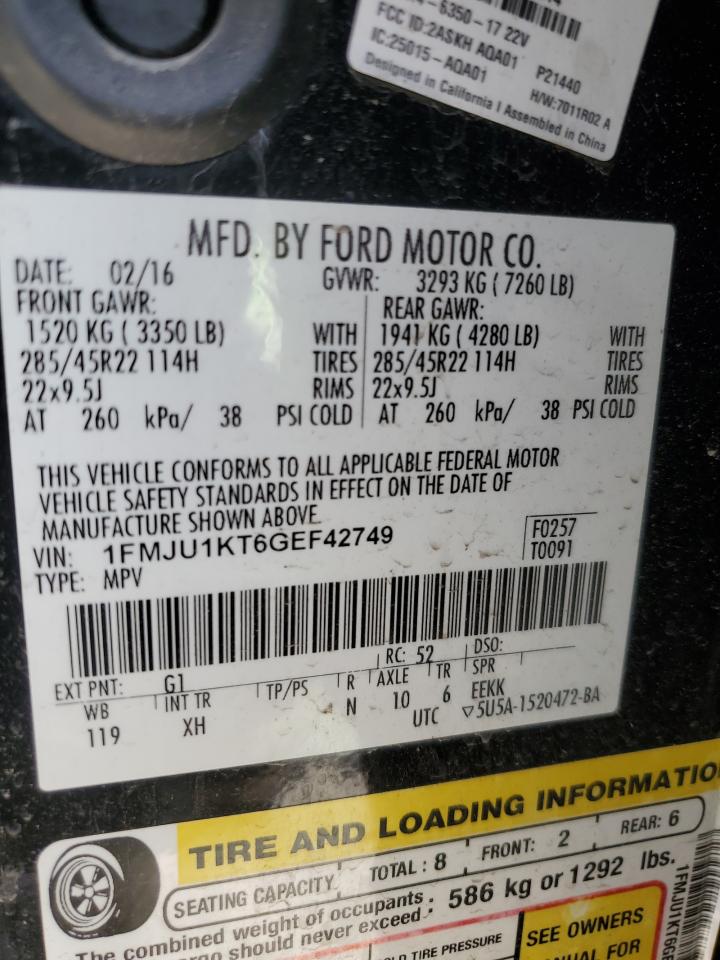 6350-17 22V
FCC ID:2ASKH AQA01 P21440
IC:25015-AQA01 H/W:7011R02 A
Designed in California | Assembled in China
MFD. BY FORD MOTOR CO.
DATE: 02/16 GVWR: 3293 KG ( 7260 LB)
FRONT GAWR: REAR GAWR:
1520 KG ( 3350 LB) WITH 1941 KG ( 4280 LB) WITH
285/45R22 114H TIRES 285/45R22 114H TIRES
22x9.5J RIMS 22x9.5J RIMS
AT 260 kPa/ 38 PSI COLD AT 260 kPa/ 38 PSI COLD
THIS VEHICLE CONFORMS TO ALL APPLICABLE FEDERAL MOTOR
VEHICLE SAFETY STANDARDS IN EFFECT ON THE DATE OF
MANUFACTURE SHOWN ABOVE.
VIN: 1FMJU1KT6GEF42749 F0257
TYPE: MPV T0091
EXT PNT: G1 RC: 52 DSO:
WB INT TR TP/PS R AXLE TR SPR
119 XH N 10 6 EEKK
UTC ▽5U5A-1520472-BA
TIRE AND LOADING INFORMATIO
SEATING CAPACITY TOTAL : 8 FRONT: 2 REAR: 6
The combined weight of occupants
should never exceed : 586 kg or 1292 lbs.
TIRE PRESSURE SEE OWNERS
FOR
1FMJU1KT6GE